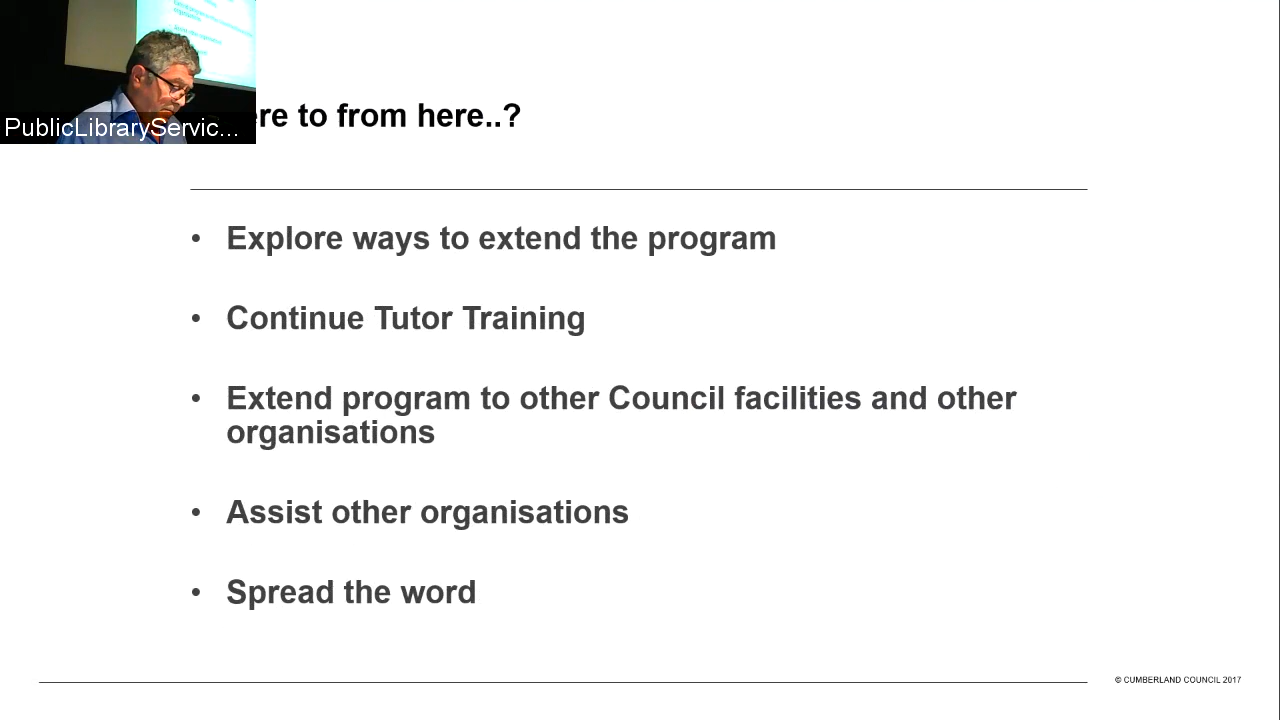 PublicLibraryServic...
ere to from here..?
• Explore ways to extend the program
• Continue Tutor Training
• Extend program to other Council facilities and other
organisations
• Assist other organisations
• Spread the word
© CUMBERLAND COUNCIL 2017